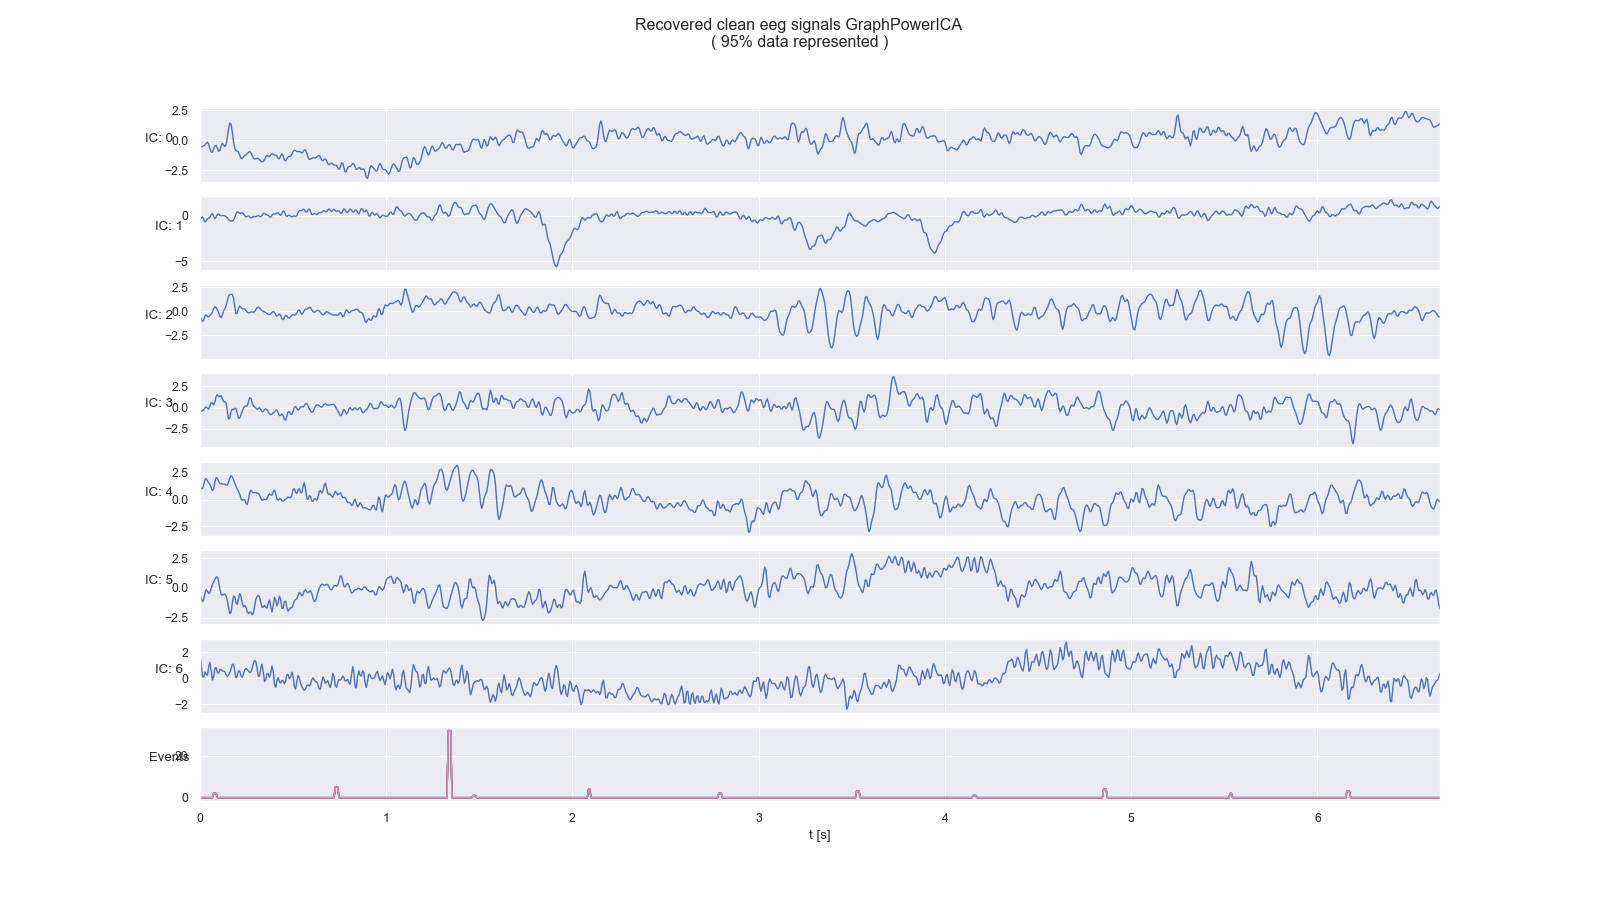 Recovered clean eeg signals GraphPowerICA
( 95% data represented )
2.5
IC: 0
0.0
−2.5
0
IC: 1
−5
2.5
IC: 2
0.0
−2.5
2.5
IC: 3
0.0
−2.5
2.5
IC: 4
0.0
−2.5
2.5
IC: 5
0.0
−2.5
2
IC: 6
0
−2
Events
20
0
0 1 2 3 4 5 6
t [s]